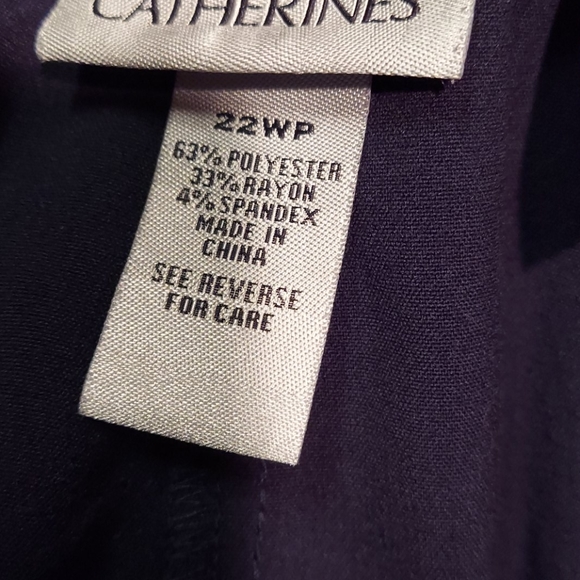 CATHERINES
22WP
63% POLYESTER
33% RAYON
4% SPANDEX
MADE IN
CHINA
SEE REVERSE
FOR CARE